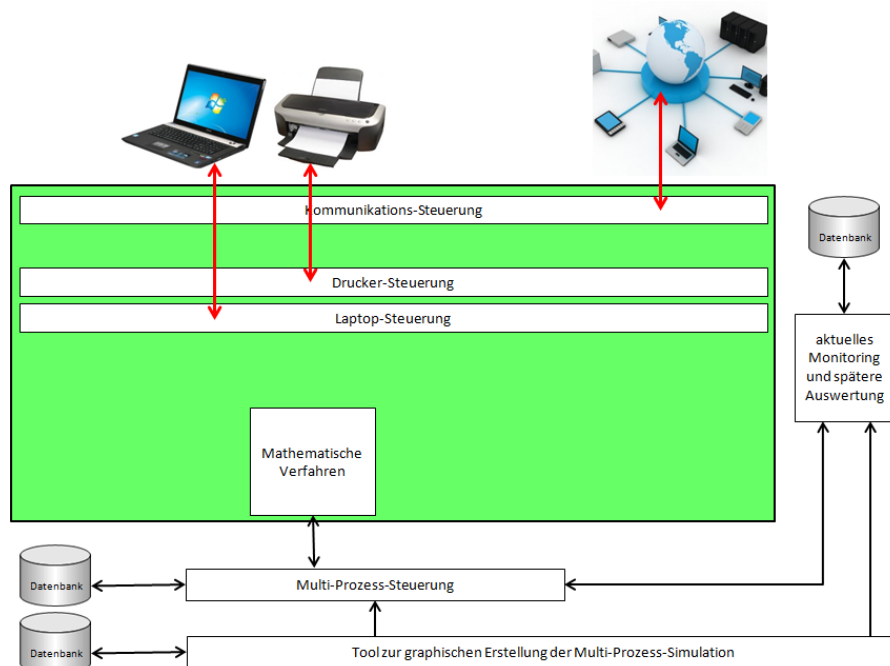 Kommunikations-Steuerung
Datenbank
Drucker-Steuerung
Laptop-Steuerung
aktuelles
Monitoring
und spätere
Auswertung
Mathematische
Verfahren
Datenbank
Multi-Prozess-Steuerung
Datenbank
Tool zur graphischen Erstellung der Multi-Prozess-Simulation